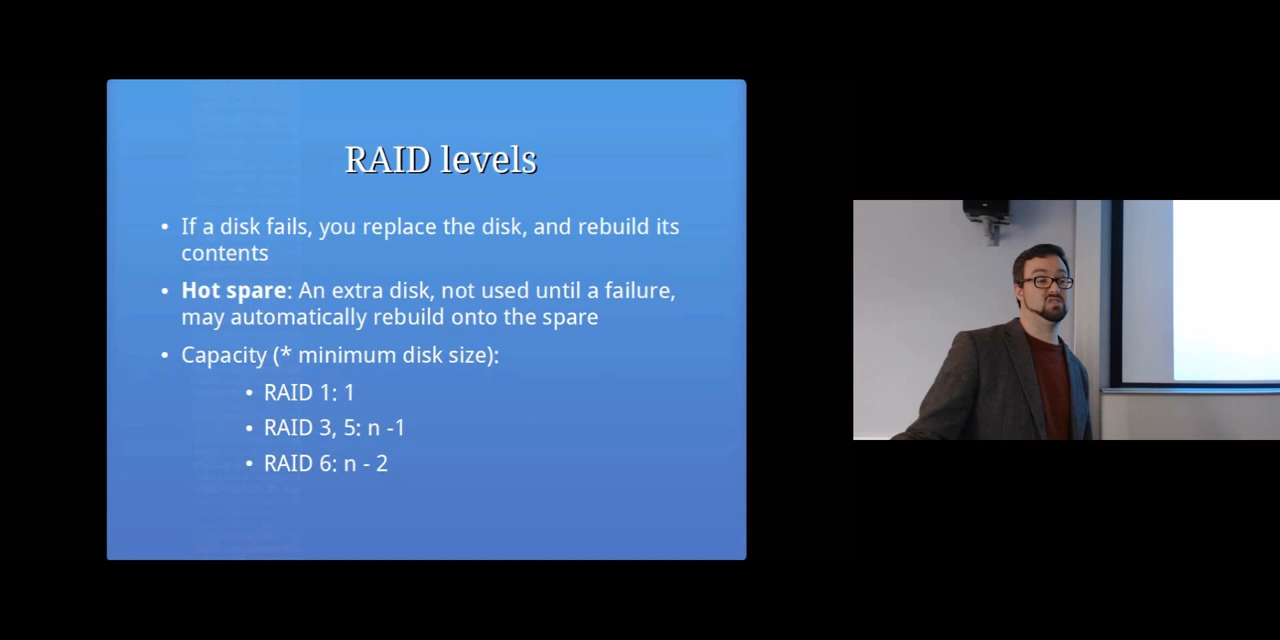 RAID levels
• If a disk fails, you replace the disk, and rebuild its
contents
• Hot spare: An extra disk, not used until a failure,
may automatically rebuild onto the spare
• Capacity (* minimum disk size):
• RAID 1: 1
• RAID 3, 5: n -1
• RAID 6: n - 2